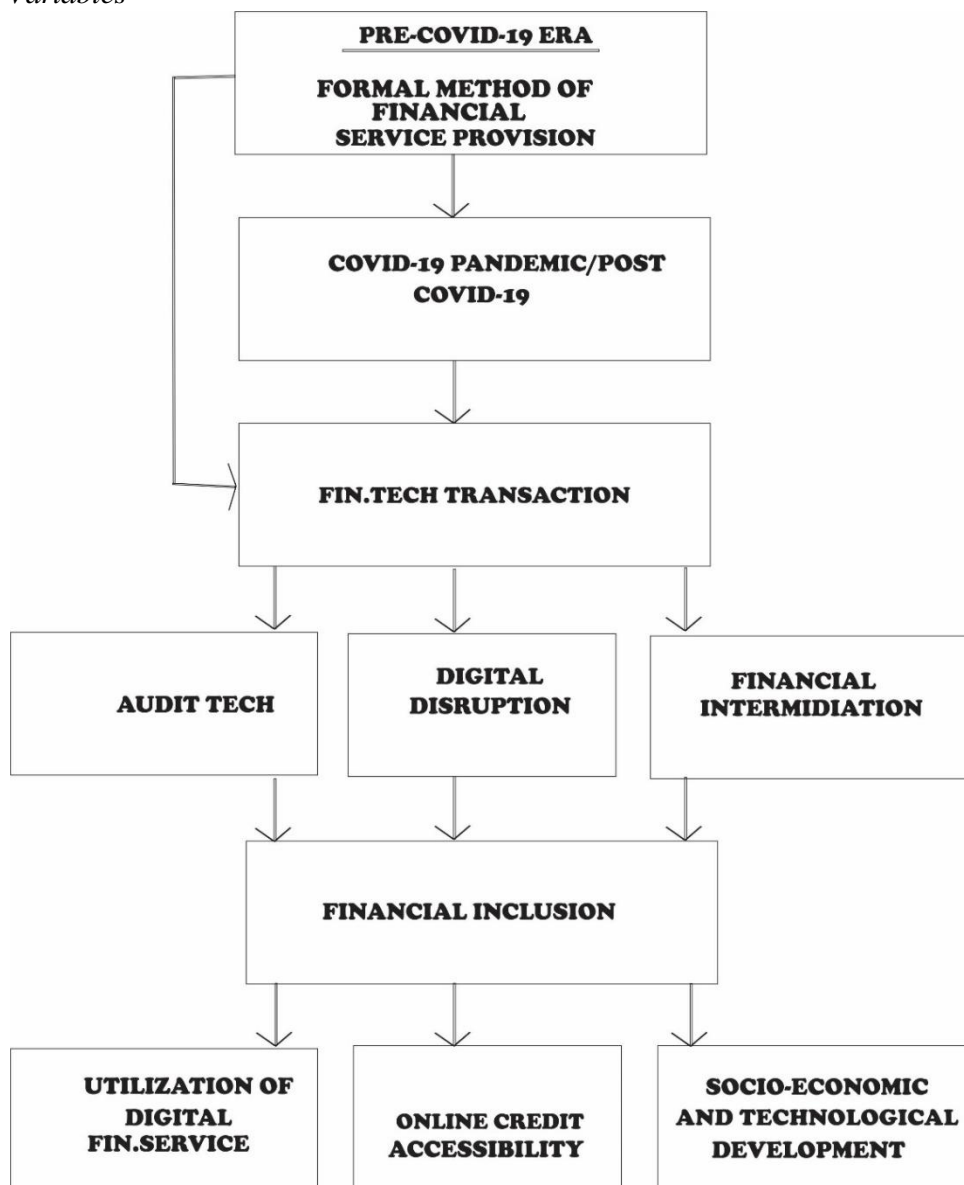 Variables
PRE-COVID-19 ERA
FORMAL METHOD OF
FINANCIAL
SERVICE PROVISION
COVID-19 PANDEMIC/POST
COVID-19
FIN.TECH TRANSACTION
AUDIT TECH
DIGITAL
DISRUPTION
FINANCIAL
INTERMIDIATION
FINANCIAL INCLUSION
UTILIZATION OF
DIGITAL
FIN.SERVICE
ONLINE CREDIT
ACCESSIBILITY
SOCIO-ECONOMIC
AND TECHNOLOGICAL
DEVELOPMENT